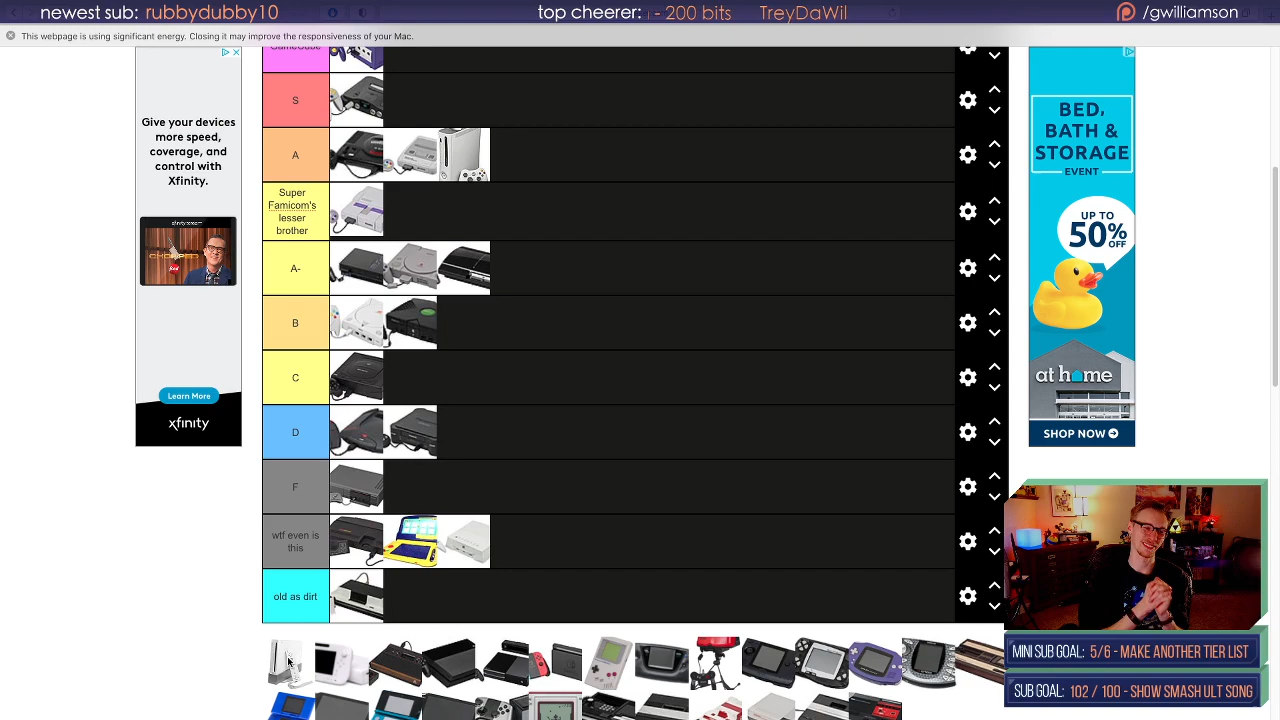 newest sub: rubbydubby10
top cheerer: - 200 bits TreyDaWil
/gwilliamson
This webpage is using significant energy. Closing it may improve the responsiveness of your Mac.
GameCube
S
A
Super
Famicom's
lesser
brother
A-
B
C
D
F
wtf even is
this
old as dirt
Give your devices
more speed,
coverage, and
control with
Xfinity.
Learn More
xfinity
BED,
BATH &
STORAGE
EVENT
UP TO
50%
OFF
at home
SHOP NOW
MINI SUB GOAL: 5/6 - MAKE ANOTHER TIER LIST
SUB GOAL: 102 / 100 - SHOW SMASH ULT SONG